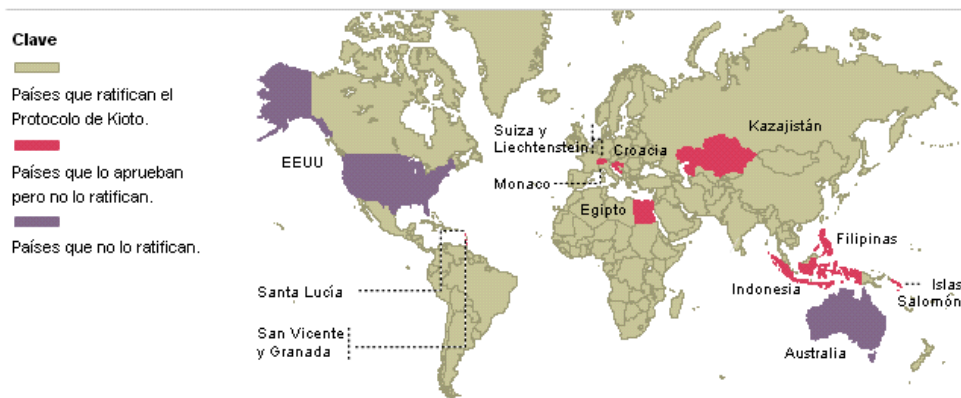 Clave
Países que ratifican el
Protocolo de Kioto.
Países que lo aprueban
pero no lo ratifican.
Países que no lo ratifican.
EEUU
Suiza y
Liechtenstein
Croacia
Kazajistán
Monaco
Egipto
Filipinas
Santa Lucía
Indonesia
Islas
Salomón
San Vicente
y Granada
Australia